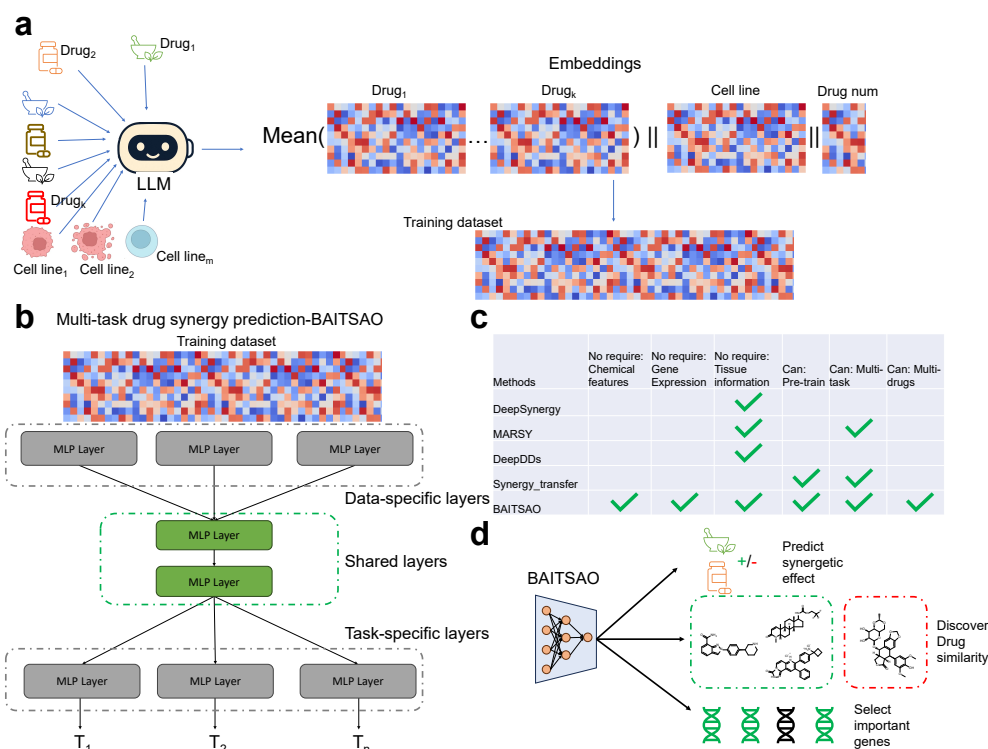 a
Drug2
Drug1
LLM
Drugk
Cell line1
Cell line2
Cell linem
Embeddings
Drug1
Drugk
Cell line
Drug num
Mean(
...
) ||
||
Training dataset
b
Multi-task drug synergy prediction-BAITSAO
Training dataset
MLP Layer
MLP Layer
MLP Layer
Data-specific layers
MLP Layer
MLP Layer
Shared layers
Task-specific layers
MLP Layer
MLP Layer
MLP Layer
T1
T2
Tn
c
Methods
No require:
Chemical
features
No require:
Gene
Expression
No require:
Tissue
information
Can:
Pre-train
Can: Multi-
task
Can: Multi-
drugs
DeepSynergy
MARSY
DeepDDs
Synergy_transfer
BAITSAO
d
BAITSAO
+/-
Predict
synergetic
effect
Discover
Drug
similarity
Select
important
genes